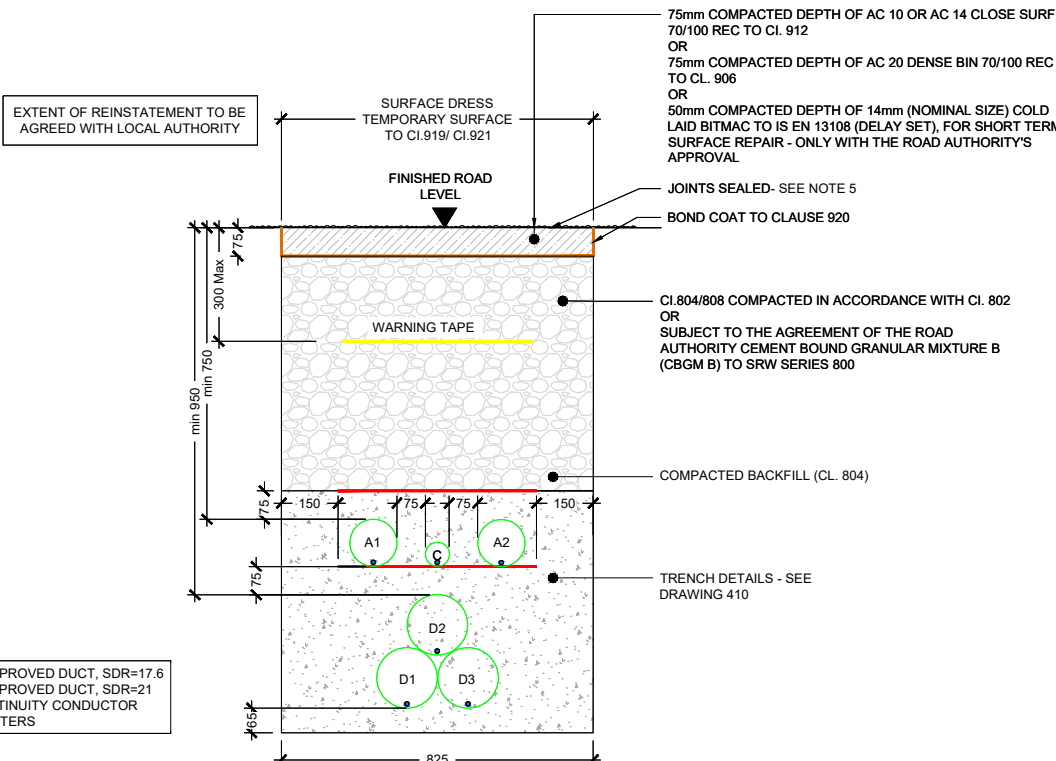 75mm COMPACTED DEPTH OF AC 10 OR AC 14 CLOSE SURF
70/100 REC TO Cl. 912
OR
75mm COMPACTED DEPTH OF AC 20 DENSE BIN 70/100 REC
TO CL. 906
OR
50mm COMPACTED DEPTH OF 14mm (NOMINAL SIZE) COLD
LAID BITMAC TO IS EN 13108 (DELAY SET), FOR SHORT TERM
SURFACE REPAIR - ONLY WITH THE ROAD AUTHORITY'S
APPROVAL
EXTENT OF REINSTATEMENT TO BE
AGREED WITH LOCAL AUTHORITY
SURFACE DRESS
TEMPORARY SURFACE
TO Cl.919/ Cl.921
FINISHED ROAD
LEVEL
JOINTS SEALED- SEE NOTE 5
BOND COAT TO CLAUSE 920
75
300 Max
min 750
min 950
WARNING TAPE
Cl.804/808 COMPACTED IN ACCORDANCE WITH Cl. 802
OR
SUBJECT TO THE AGREEMENT OF THE ROAD
AUTHORITY CEMENT BOUND GRANULAR MIXTURE B
(CBGM B) TO SRW SERIES 800
COMPACTED BACKFILL (CL. 804)
75
150
75
75
150
A1
C
A2
75
TRENCH DETAILS - SEE
DRAWING 410
D2
D1
D3
65
PROVED DUCT, SDR=17.6
PROVED DUCT, SDR=21
TINUITY CONDUCTOR
TERS
825